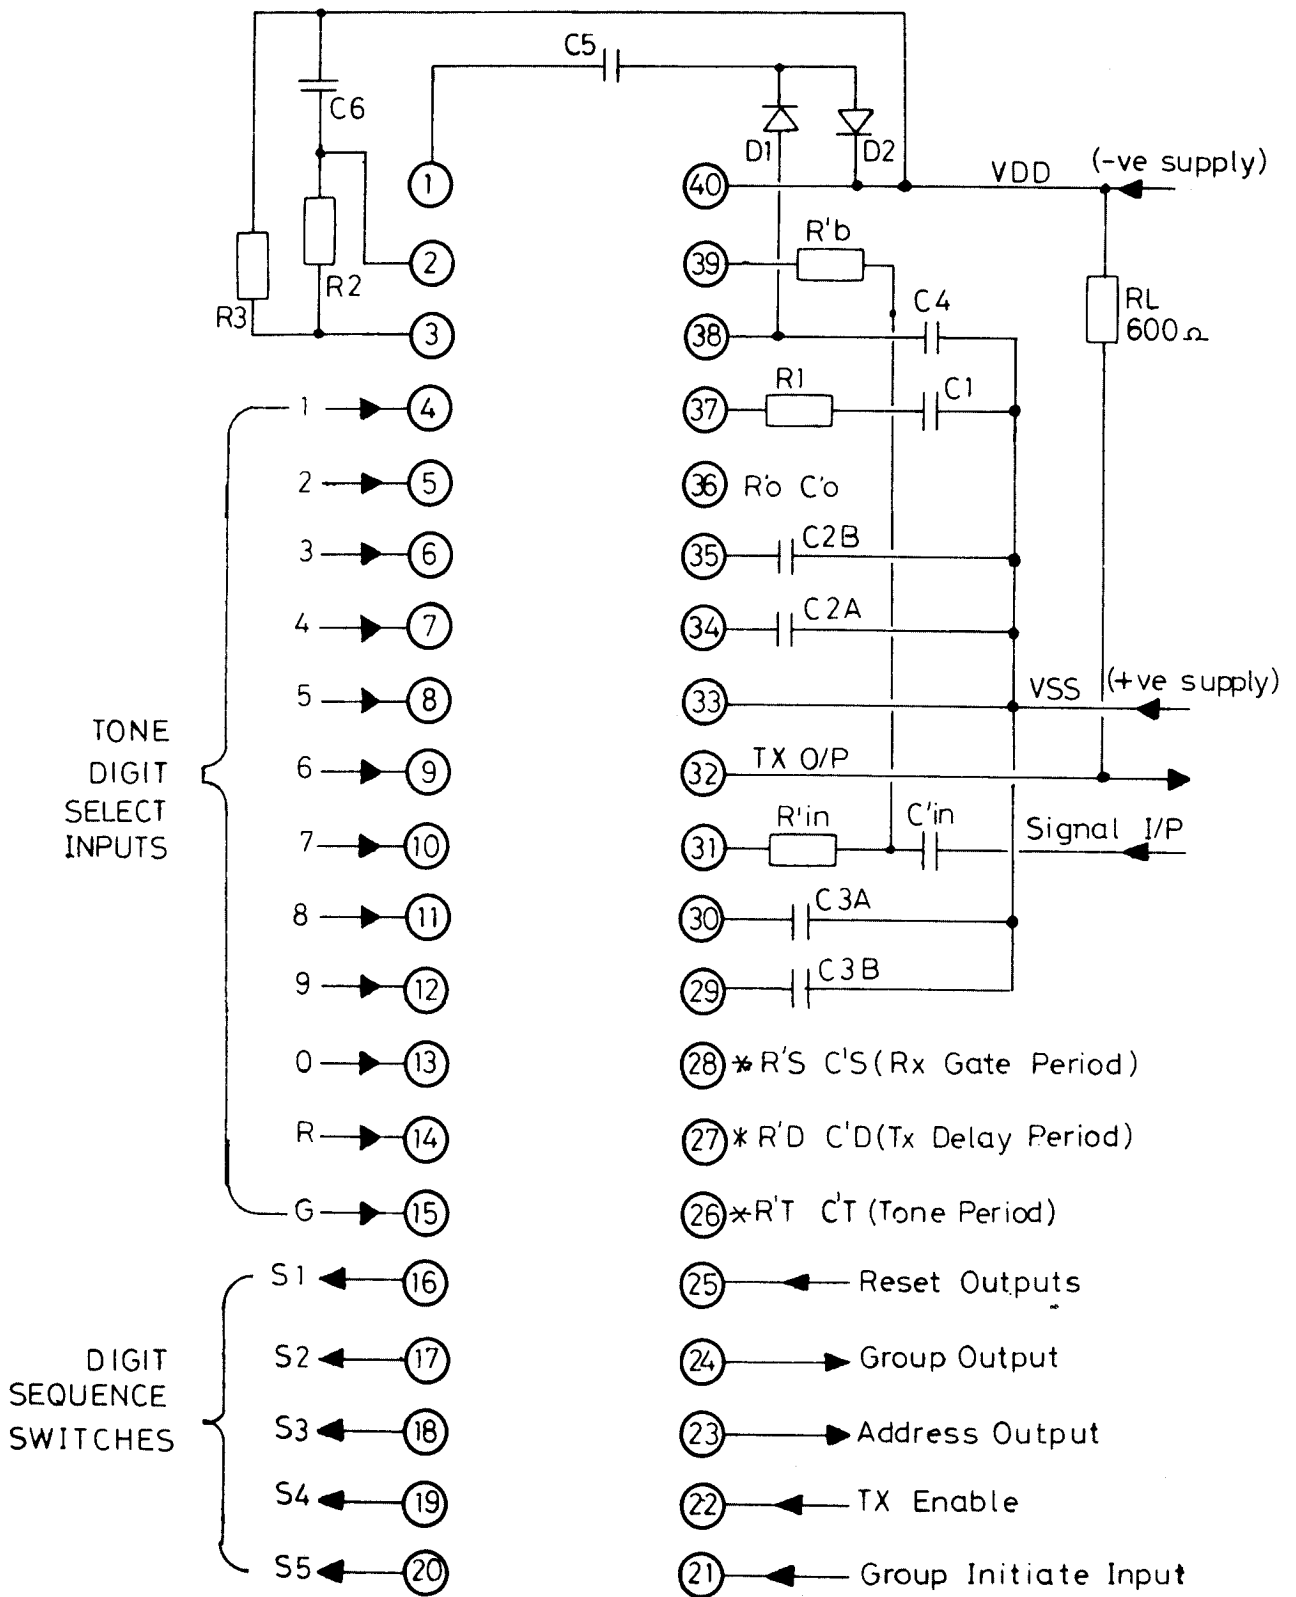 C5
C6
D1
D2
VDD
(-ve supply)
1
40
R'b
2
39
R2
R3
C4
RL
600Ω
3
38
R1
C1
1
4
37
2
5
36
R'o C'o
3
6
35
C2B
4
7
34
C2A
5
8
33
VSS
(+ve supply)
TONE
DIGIT
SELECT
INPUTS
6
9
32
TX O/P
7
10
31
R'in
C'in
Signal I/P
8
11
30
C3A
9
12
29
C3B
0
13
28
* R'S C'S (Rx Gate Period)
R
14
27
* R'D C'D (Tx Delay Period)
G
15
26
* R'T C'T (Tone Period)
S1
16
25
Reset Outputs
DIGIT
SEQUENCE
SWITCHES
S2
17
24
Group Output
S3
18
23
Address Output
S4
19
22
TX Enable
S5
20
21
Group Initiate Input